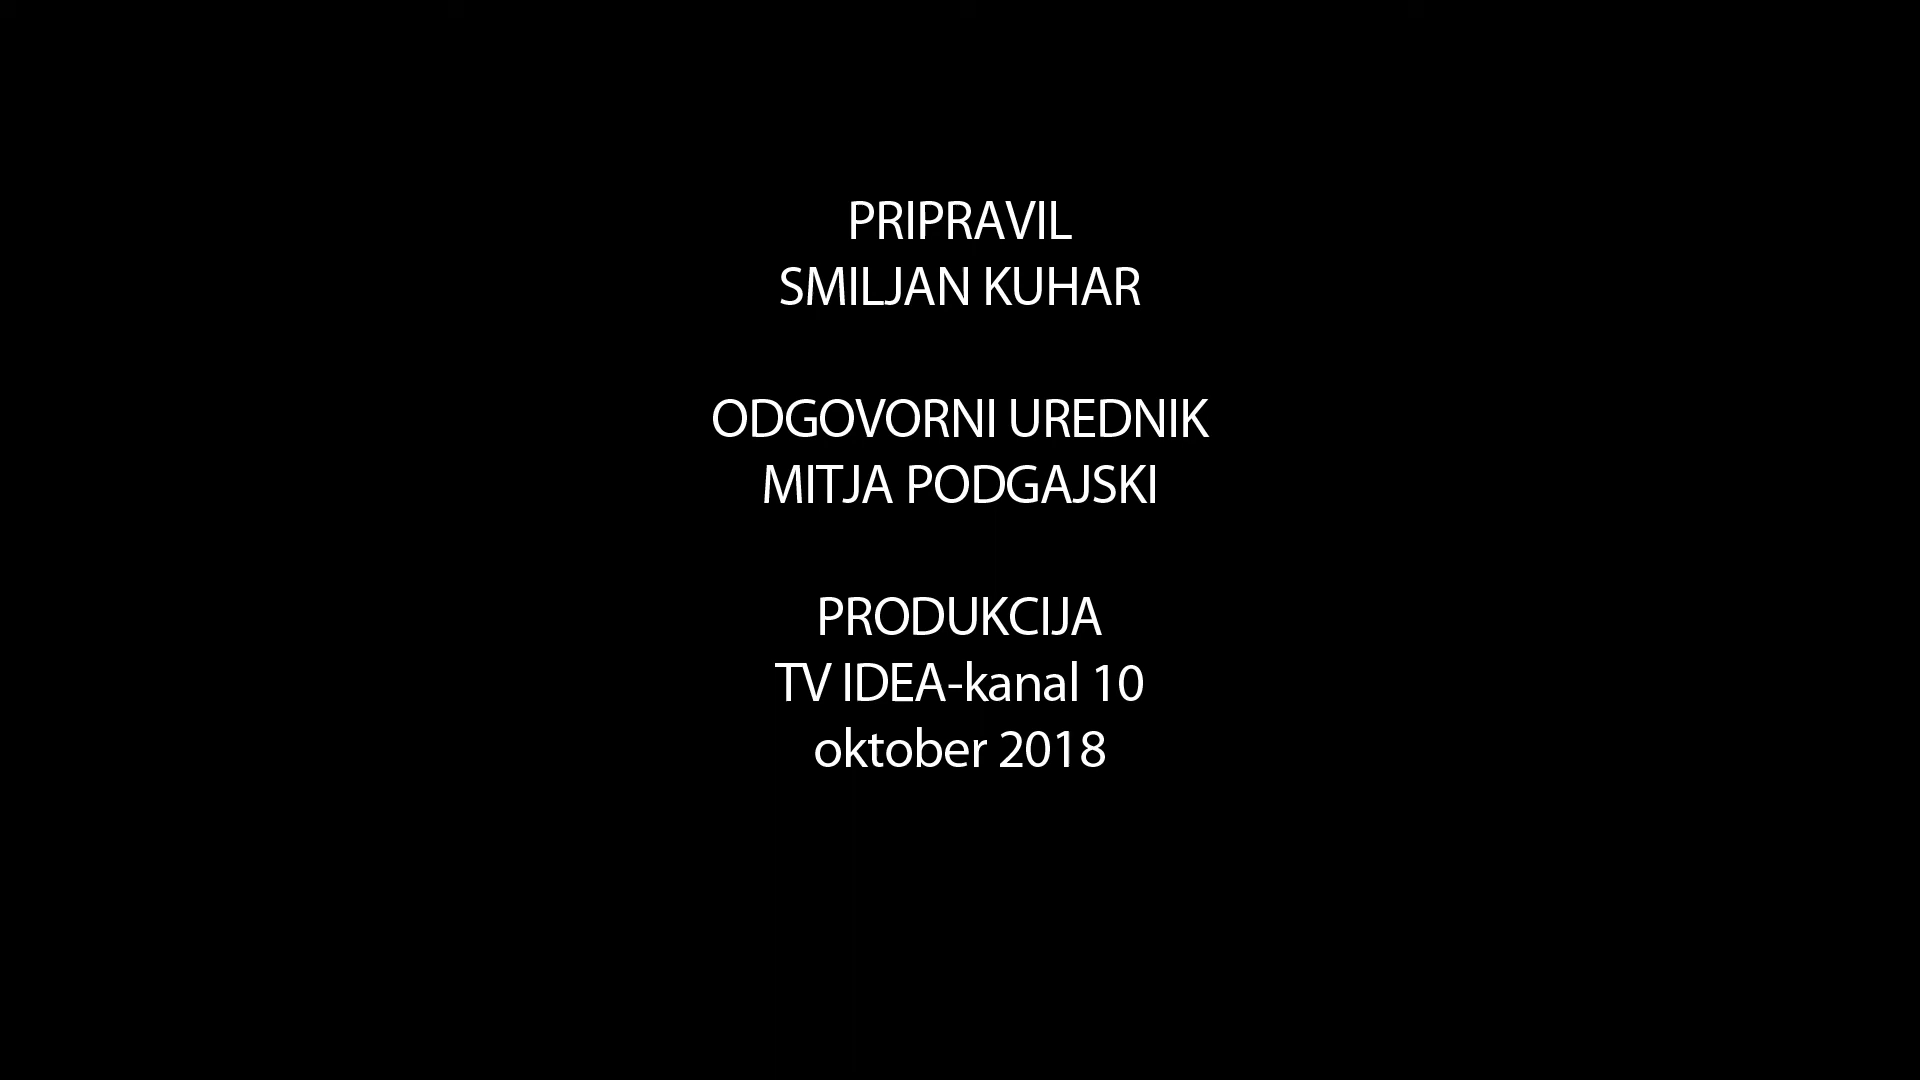 PRIPRAVIL
SMILJAN KUHAR
ODGOVORNI UREDNIK
MITJA PODGAJSKI
PRODUKCIJA
TV IDEA-kanal 10
oktober 2018